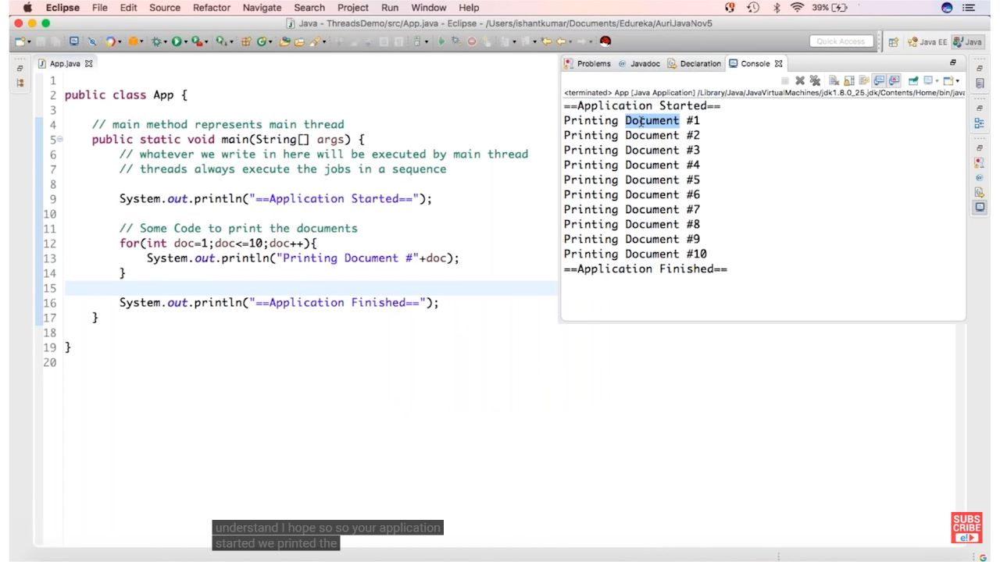 Eclipse File Edit Source Refactor Navigate Search Project Run Window Help 39%
Java - ThreadsDemo/src/App.java - Eclipse - /Users/ishantkumar/Documents/Edureka/AuriJavaNov5
Quick Access Java EE Java
App.java
1
2 public class App {
3
4 // main method represents main thread
5 public static void main(String[] args) {
6 // whatever we write in here will be executed by main thread
7 // threads always execute the jobs in a sequence
8
9 System.out.println("==Application Started==");
10
11 // Some Code to print the documents
12 for(int doc=1;doc<=10;doc++){
13 System.out.println("Printing Document #"+doc);
14 }
15
16 System.out.println("==Application Finished==");
17 }
18
19 }
20
Problems @ Javadoc Declaration Console
<terminated> App [Java Application] /Library/Java/JavaVirtualMachines/jdk1.8.0_25.jdk/Contents/Home/bin/java
==Application Started==
Printing Document #1
Printing Document #2
Printing Document #3
Printing Document #4
Printing Document #5
Printing Document #6
Printing Document #7
Printing Document #8
Printing Document #9
Printing Document #10
==Application Finished==
understand I hope so so your application
started we printed the
SUBS
CRIBE
e!